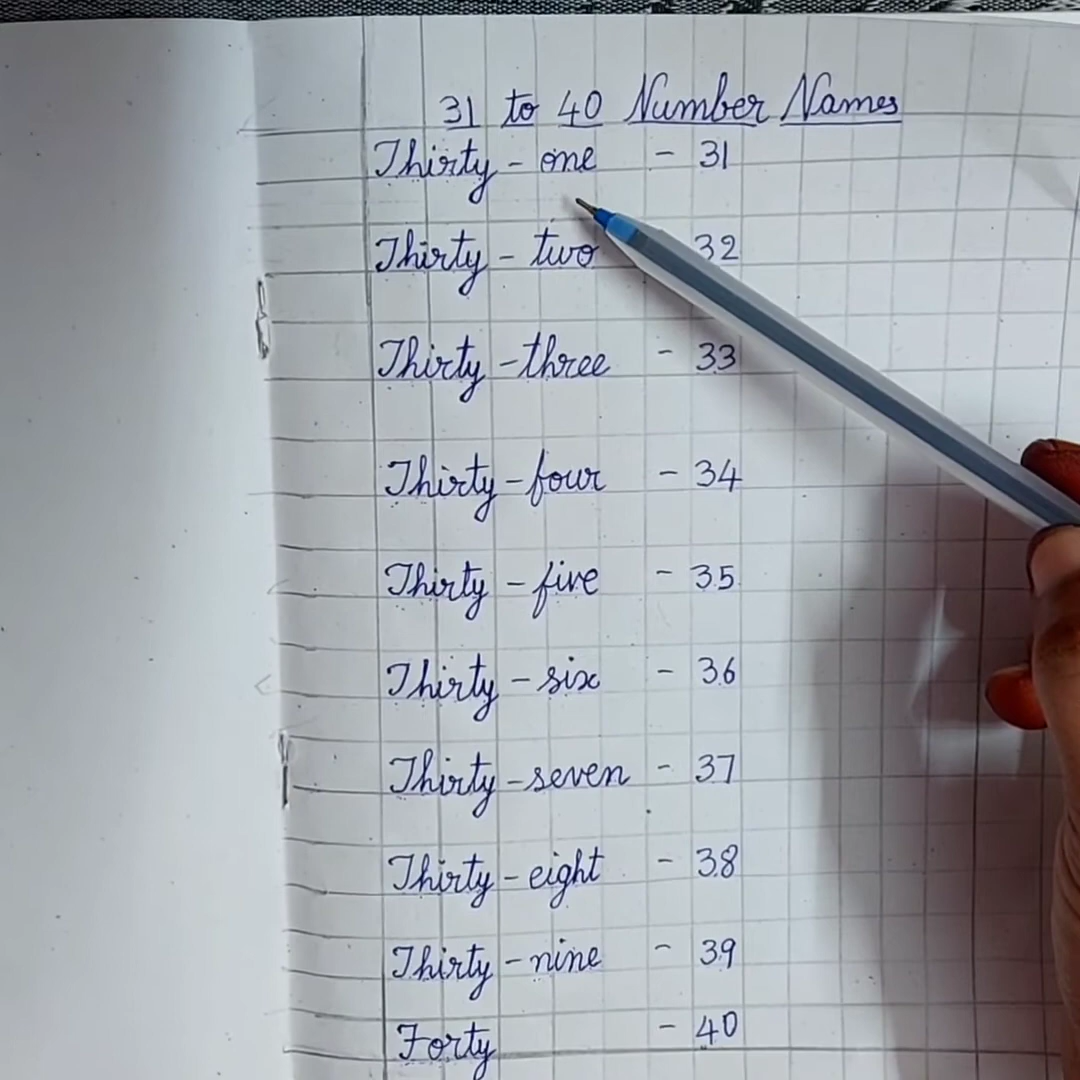 31 to 40 Number Names
Thirty - one - 31
Thirty - two 32
Thirty - three - 33
Thirty - four - 34
Thirty - five - 35
Thirty - six - 36
Thirty - seven - 37
Thirty - eight - 38
Thirty - nine - 39
Forty - 40